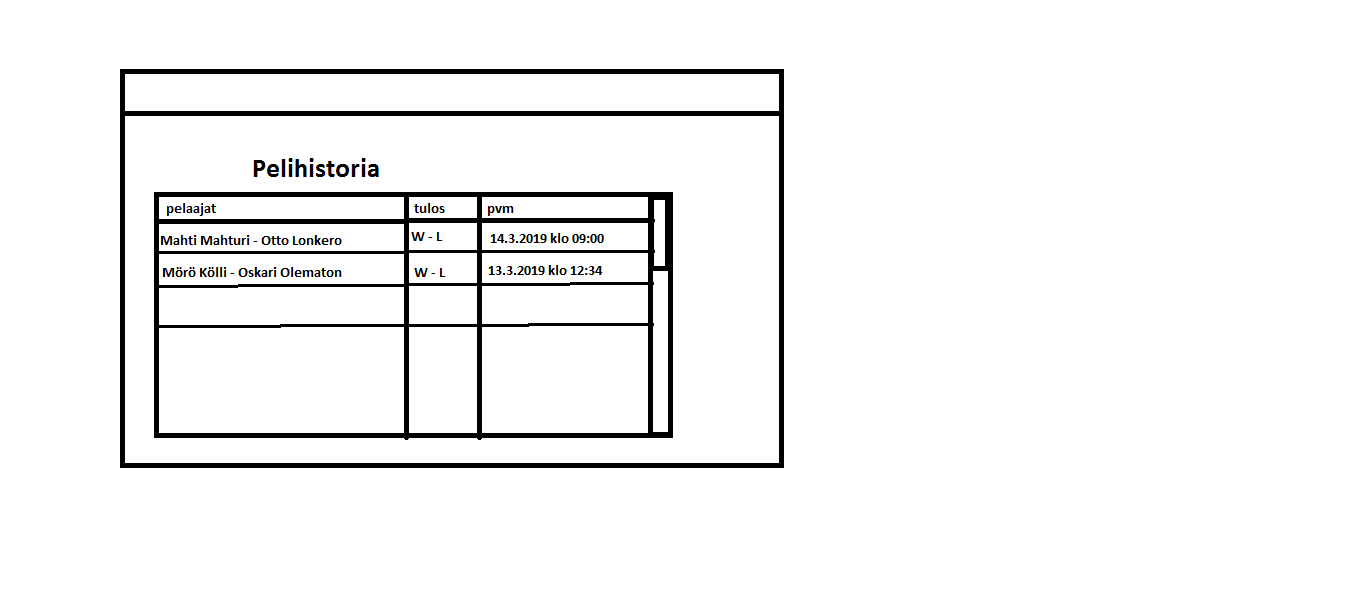 Pelihistoria
pelaajat tulos pvm
Mahti Mahturi - Otto Lonkero W - L 14.3.2019 klo 09:00
Mörö Kölli - Oskari Olematon W - L 13.3.2019 klo 12:34